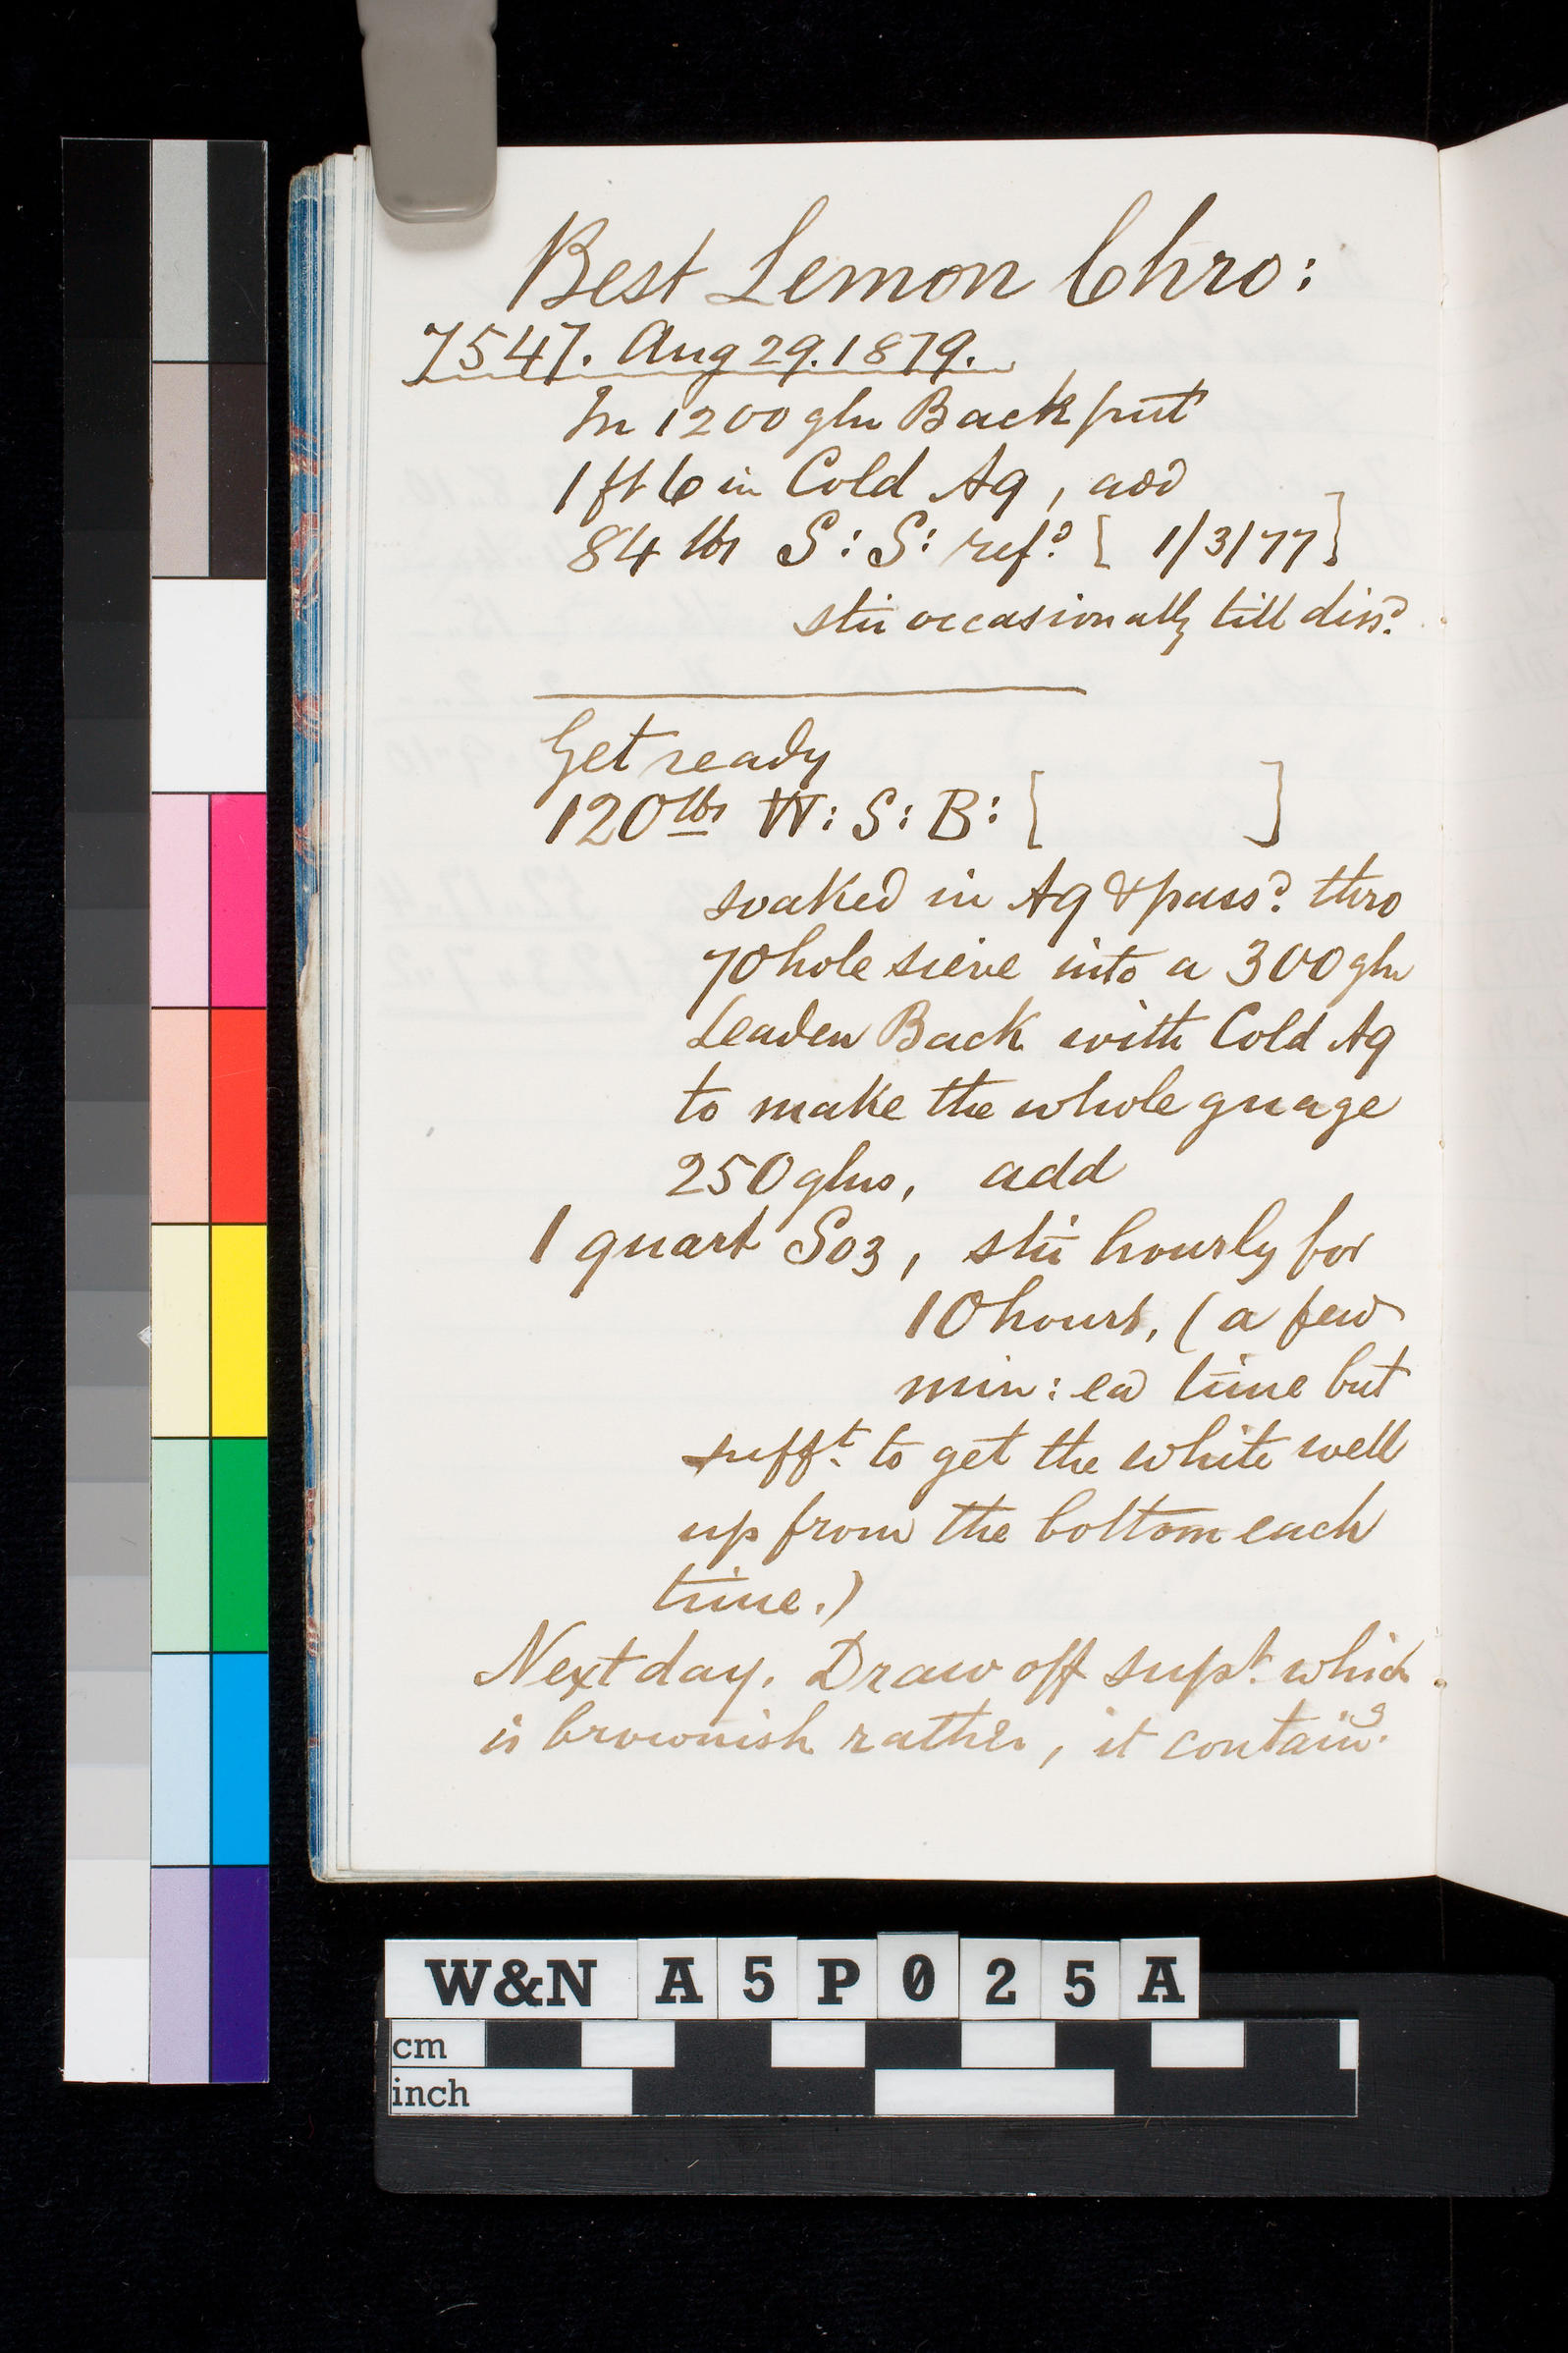 Best Lemon Chro:
7547. Aug 29. 1879.
In 1200 gln Back put
1 ft 6 in Cold Aq, add
84 lbs S: S: refd [ 1/3/77 ]
stir occasionally till dissd.
Get ready
120 lbs W: S: B: [ ]
soaked in Aq & passd. thro
70 hole sieve into a 300 gln
Leaden Back with Cold Aq
to make the whole guage
250 glns, add
1 quart So3, stir hourly for
10 hours, (a few
min: ea time but
sufft. to get the white well
up from the bottom each
time.)
Next day. Draw off supt. which
is brownish rather, it contains
W&N A5P025A
cm
inch